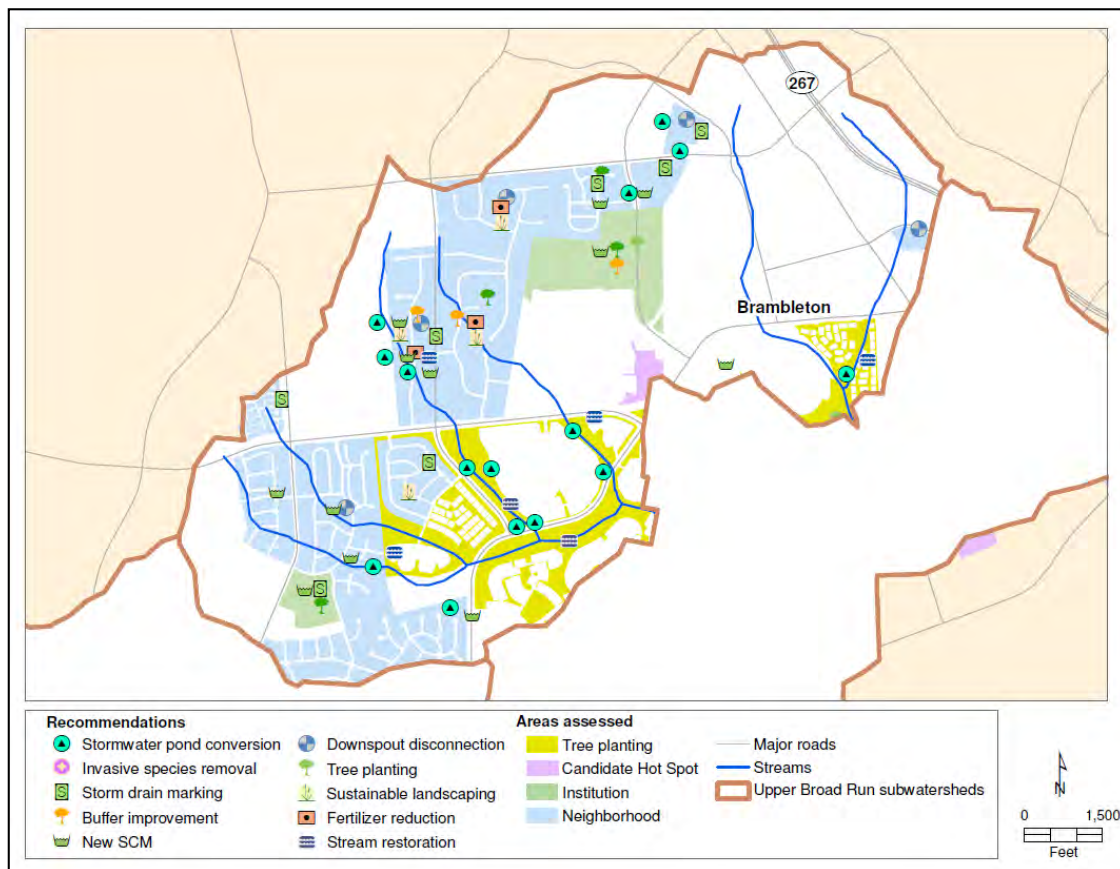 267
Brambleton
S
S
S
S
S
S
S
S
Recommendations
Stormwater pond conversion
Invasive species removal
S
Storm drain marking
Buffer improvement
New SCM
Downspout disconnection
Tree planting
Sustainable landscaping
Fertilizer reduction
Stream restoration
Areas assessed
Tree planting
Candidate Hot Spot
Institution
Neighborhood
Major roads
Streams
Upper Broad Run subwatersheds
N
0 1,500
Feet